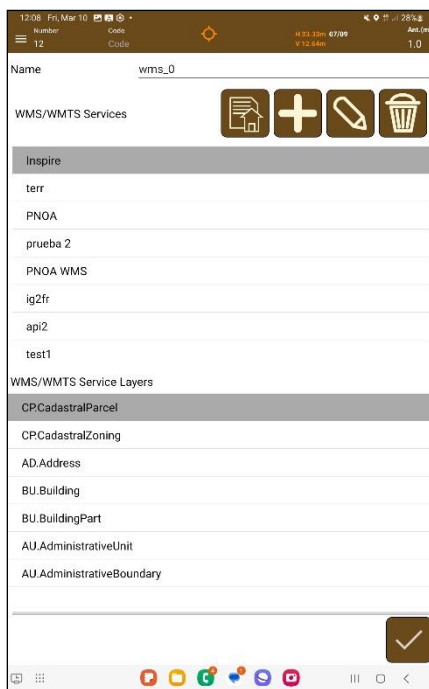 12:08 Fri, Mar 10
28%
Number Code H 33.33m 07/09 Ant.(m
12 Code V 12.64m 1.0
Name wms_0
WMS/WMTS Services
Inspire
terr
PNOA
prueba 2
PNOA WMS
ig2fr
api2
test1
WMS/WMTS Service Layers
CP.CadastralParcel
CP.CadastralZoning
AD.Address
BU.Building
BU.BuildingPart
AU.AdministrativeUnit
AU.AdministrativeBoundary